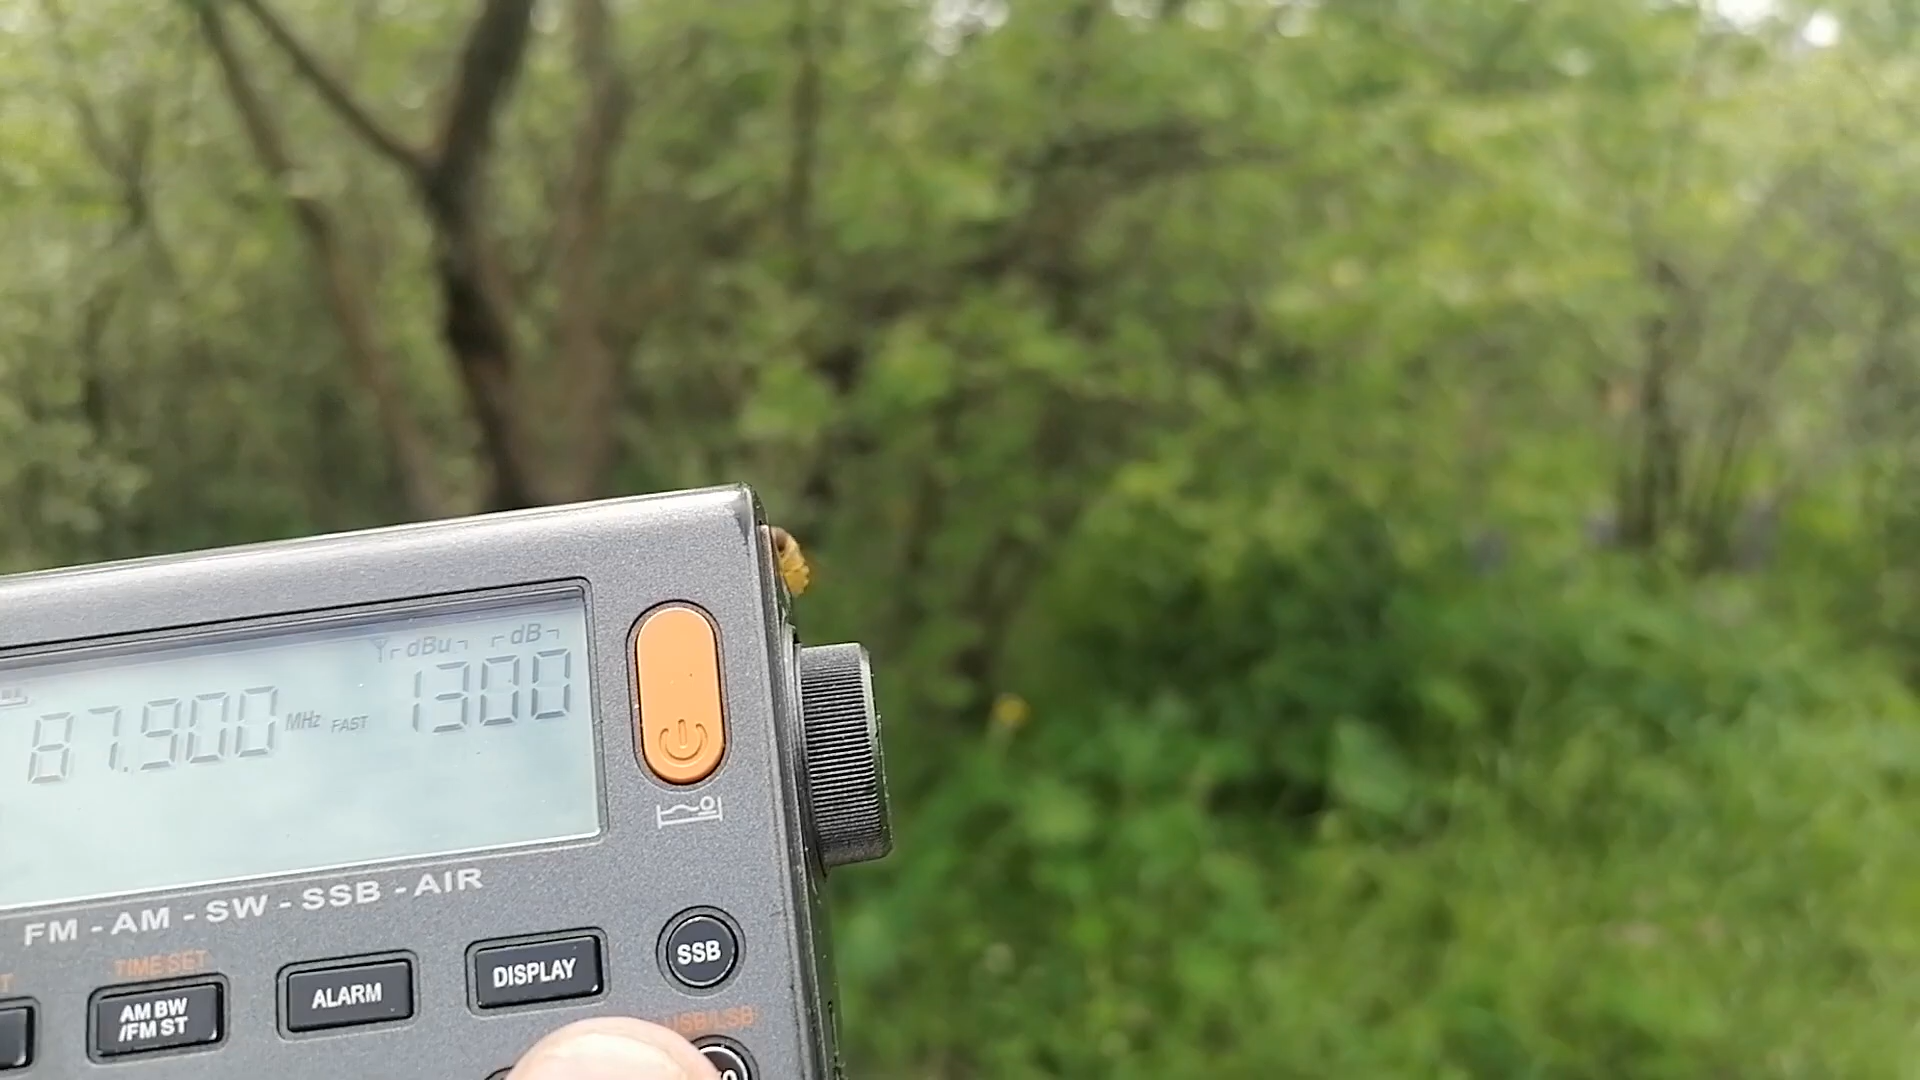 dBu dB
87.900 MHz FAST 1300
FM - AM - SW - SSB - AIR
TIME SET
AM BW
/FM ST
ALARM
DISPLAY
SSB
USB/LSB